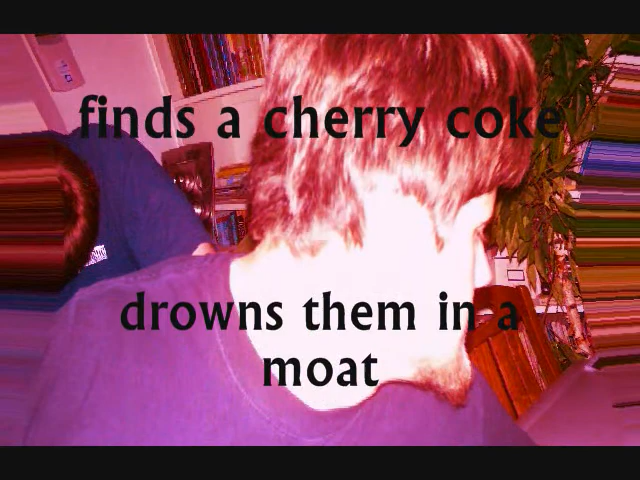 finds a cherry coke
drowns them in a
moat